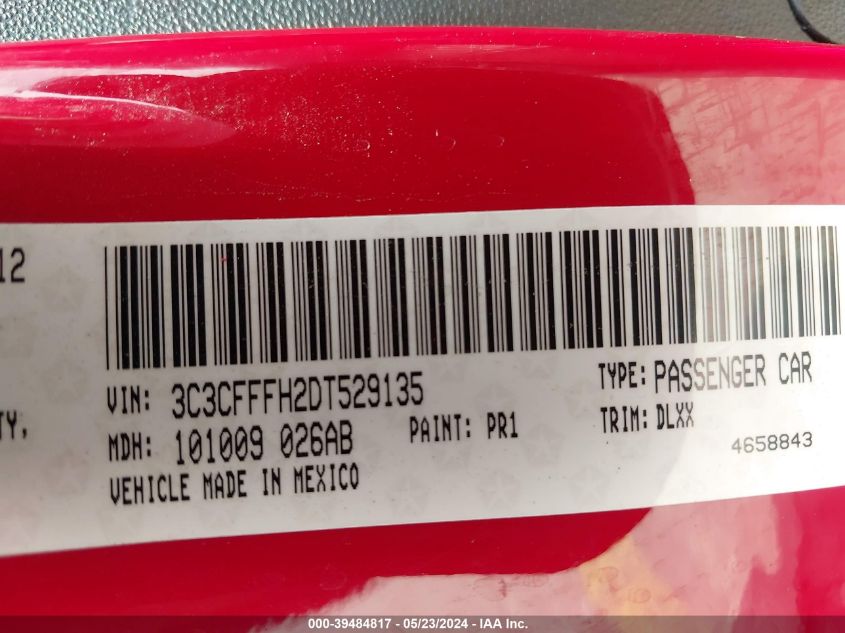 12
VIN: 3C3CFFFH2DT529135
TYPE: PASSENGER CAR
TY,
MDH: 101009 026AB
PAINT: PR1
TRIM: DLXX
4658843
VEHICLE MADE IN MEXICO
000-39484817 - 05/23/2024 - IAA Inc.